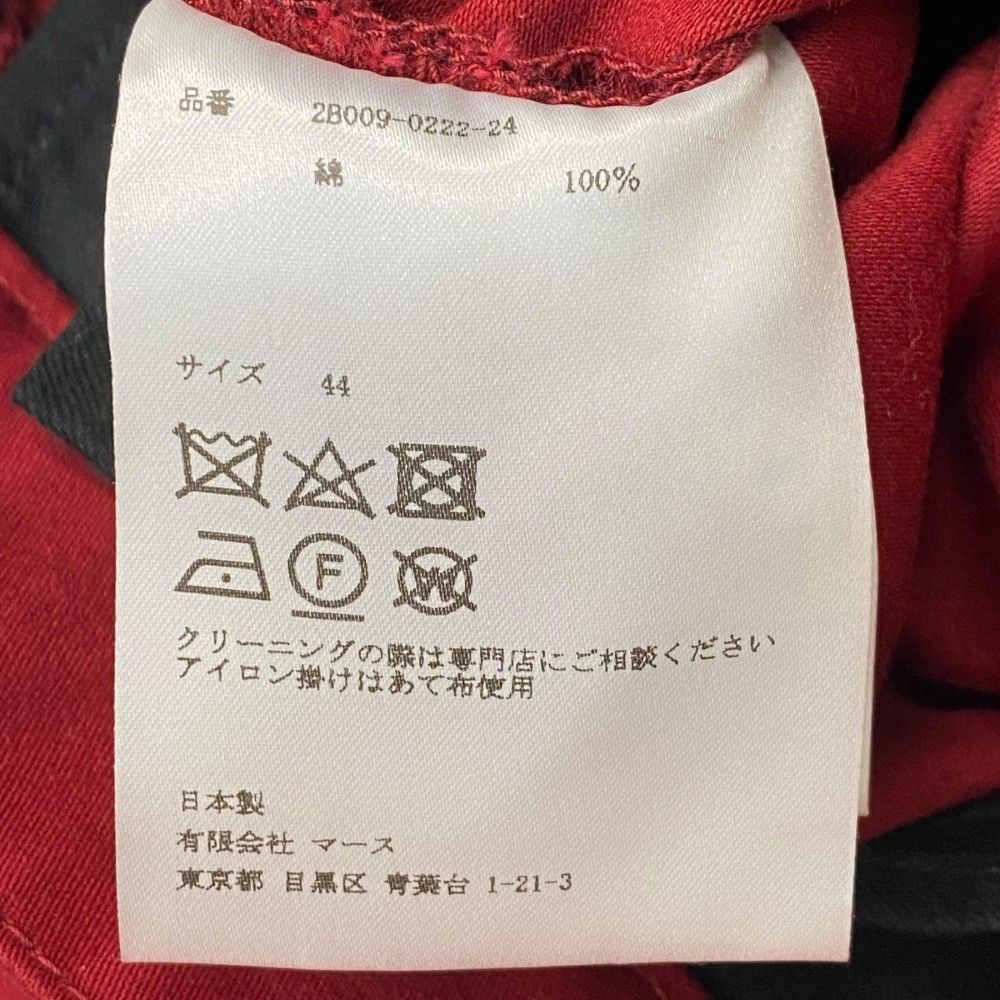 品番 2B009-0222-24
綿 100%
サイズ 44
F W
クリーニングの際は専門店にご相談ください
アイロン掛けはあて布使用
日本製
有限会社 マース
東京都 目黒区 青葉台 1-21-3